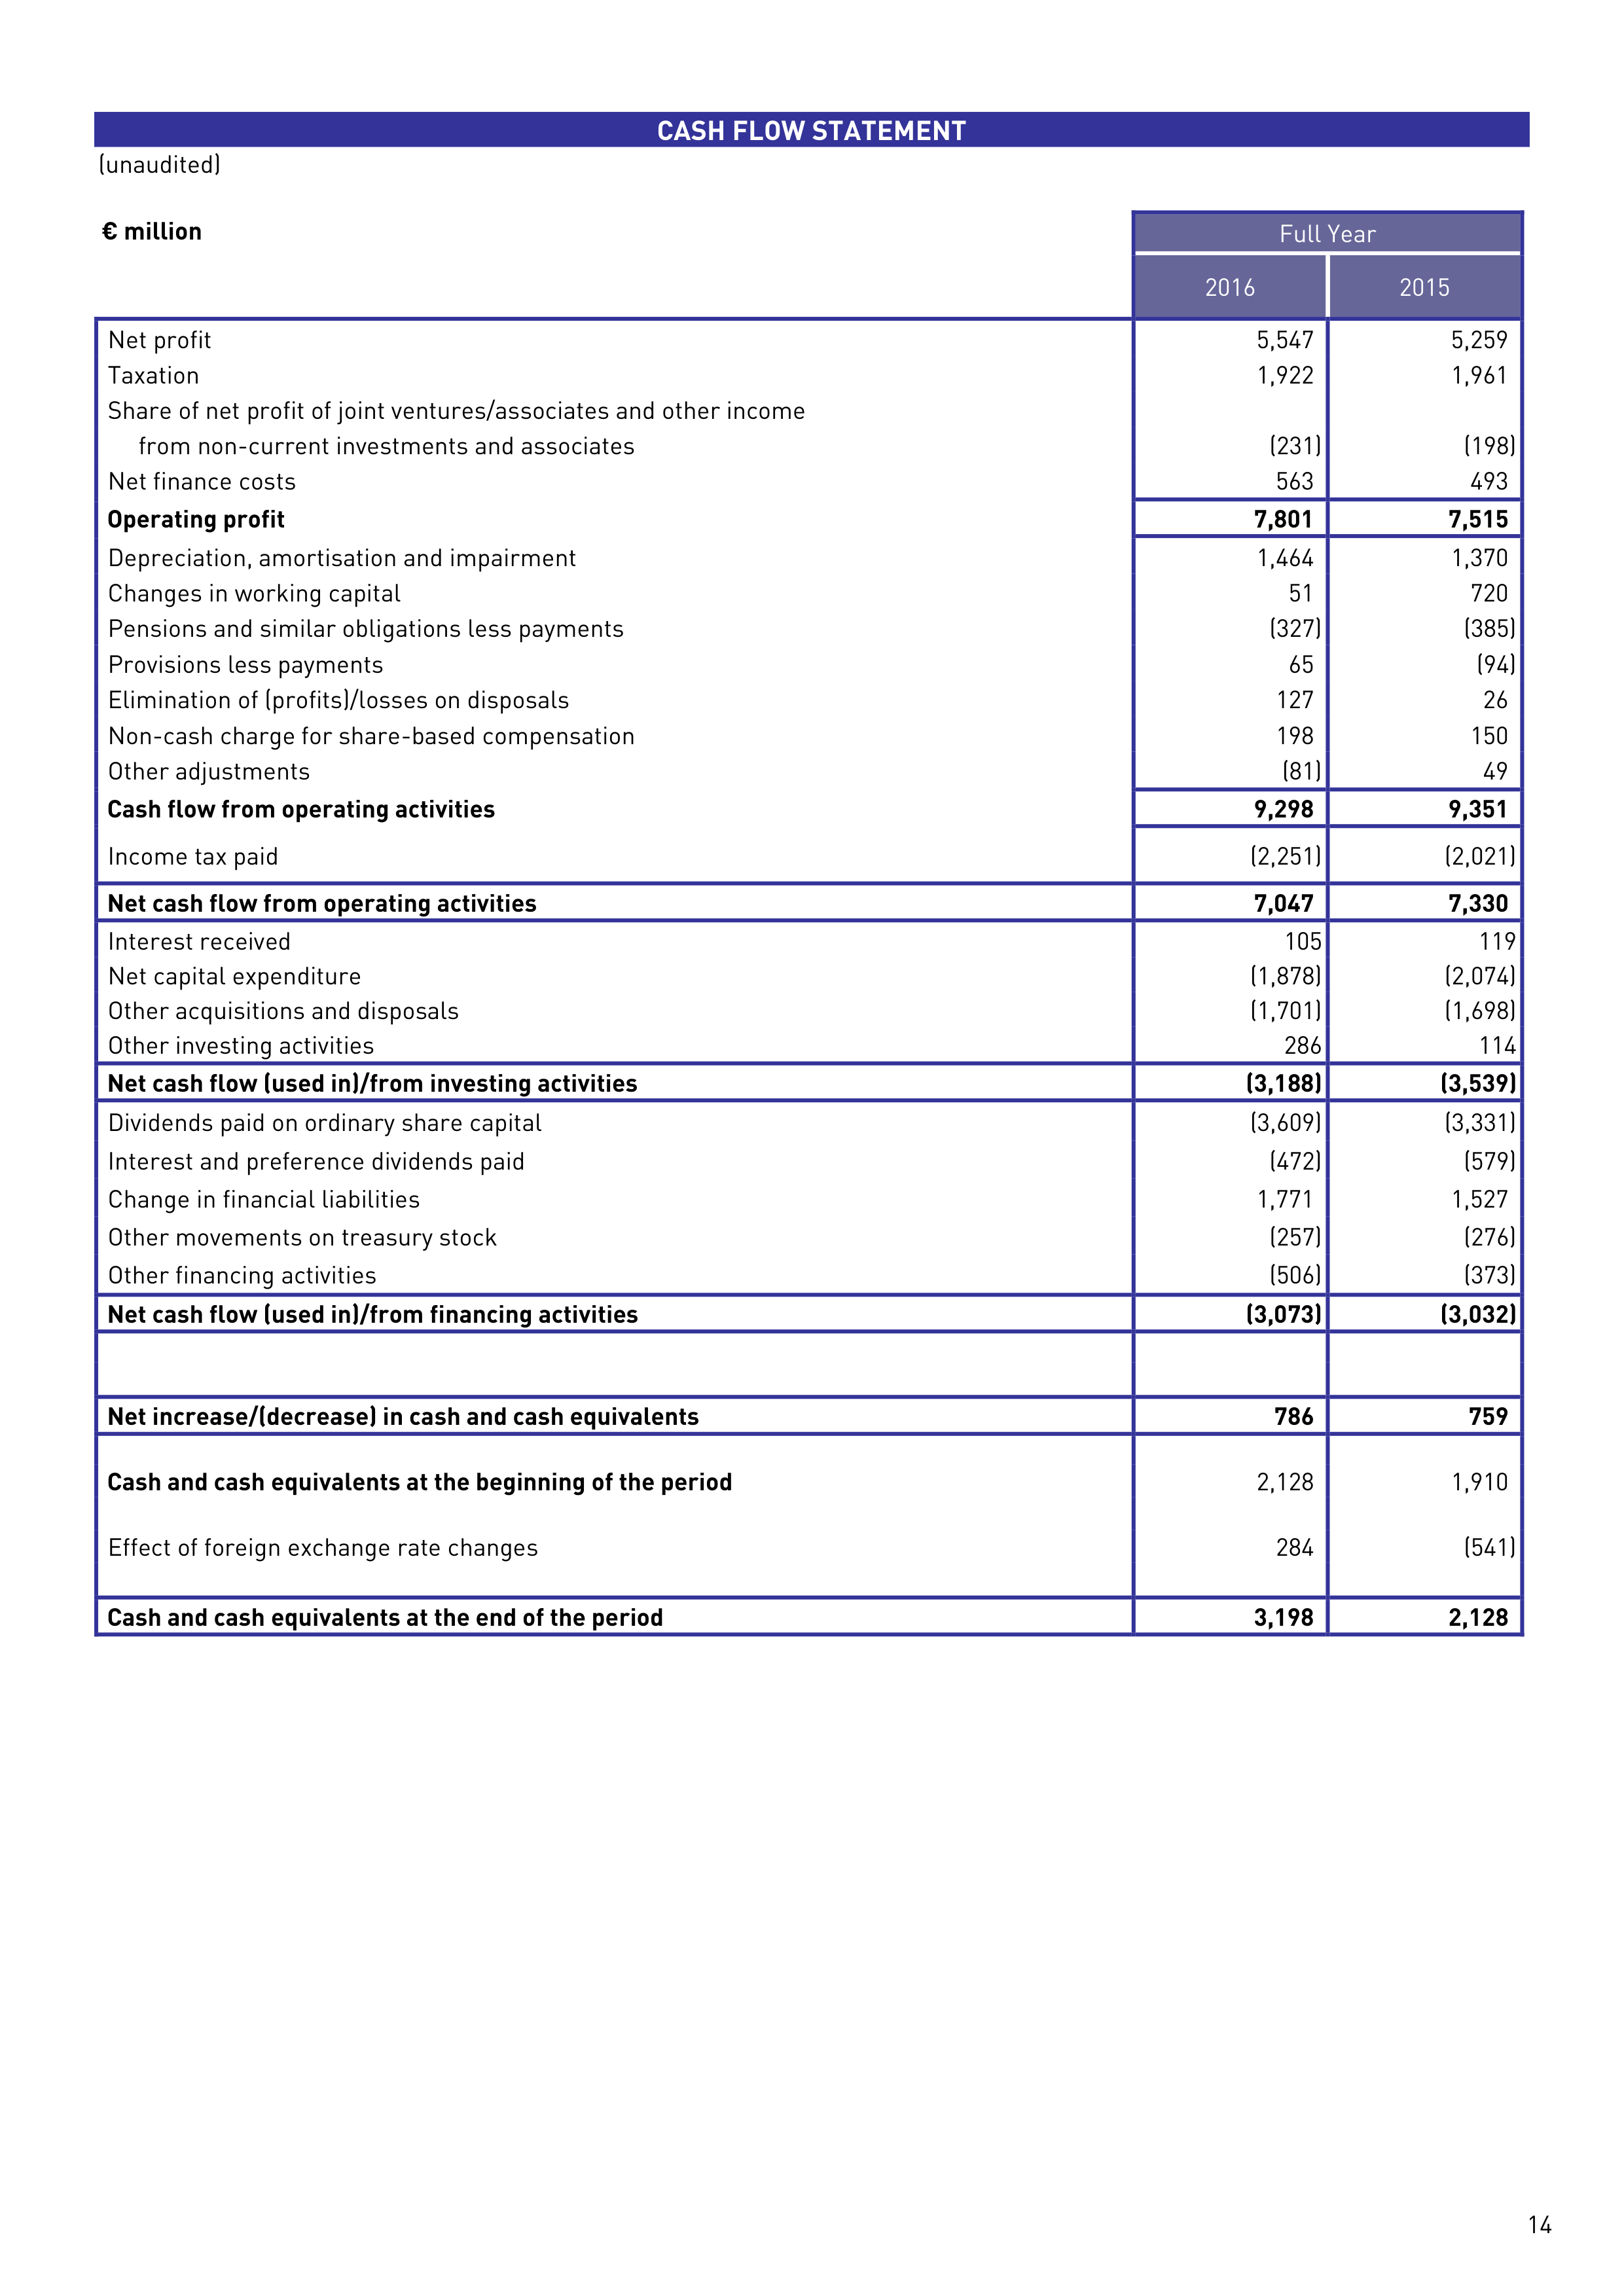 CASH FLOW STATEMENT
(unaudited)
€ million Full Year
2016 2015
Net profit 5,547 5,259
Taxation 1,922 1,961
Share of net profit of joint ventures/associates and other income
from non-current investments and associates (231) (198)
Net finance costs 563 493
Operating profit 7,801 7,515
Depreciation, amortisation and impairment 1,464 1,370
Changes in working capital 51 720
Pensions and similar obligations less payments (327) (385)
Provisions less payments 65 (94)
Elimination of (profits)/losses on disposals 127 26
Non-cash charge for share-based compensation 198 150
Other adjustments (81) 49
Cash flow from operating activities 9,298 9,351
Income tax paid (2,251) (2,021)
Net cash flow from operating activities 7,047 7,330
Interest received 105 119
Net capital expenditure (1,878) (2,074)
Other acquisitions and disposals (1,701) (1,698)
Other investing activities 286 114
Net cash flow (used in)/from investing activities (3,188) (3,539)
Dividends paid on ordinary share capital (3,609) (3,331)
Interest and preference dividends paid (472) (579)
Change in financial liabilities 1,771 1,527
Other movements on treasury stock (257) (276)
Other financing activities (506) (373)
Net cash flow (used in)/from financing activities (3,073) (3,032)
Net increase/(decrease) in cash and cash equivalents 786 759
Cash and cash equivalents at the beginning of the period 2,128 1,910
Effect of foreign exchange rate changes 284 (541)
Cash and cash equivalents at the end of the period 3,198 2,128
14